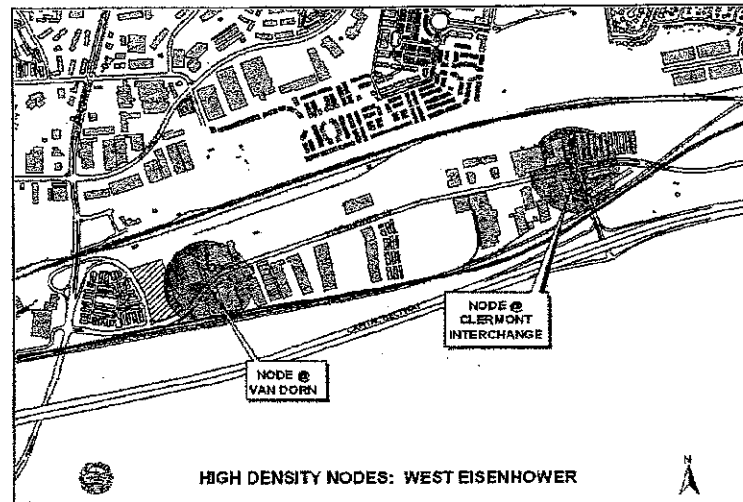 NODE @
CLERMONT
INTERCHANGE
NODE @
VAN DORN
HIGH DENSITY NODES: WEST EISENHOWER
N